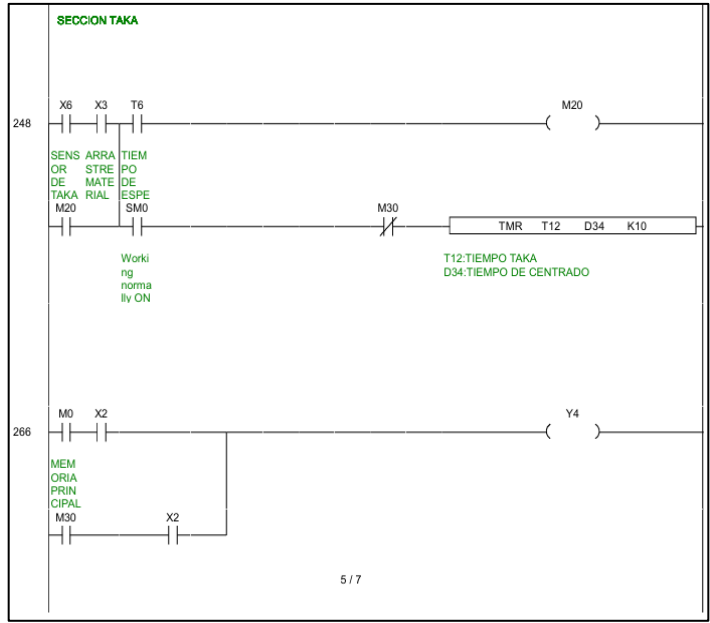 SECCION TAKA
X6 X3 T6 M20
248
SENS ARRA TIEM
OR STRE PO
DE MATE DE
TAKA RIAL ESPE
M20 SM0 M30
TMR T12 D34 K10
Worki T12:TIEMPO TAKA
ng D34:TIEMPO DE CENTRADO
norma
lly ON
M0 X2 Y4
266
MEM
ORIA
PRIN
CIPAL
M30 X2
5 / 7